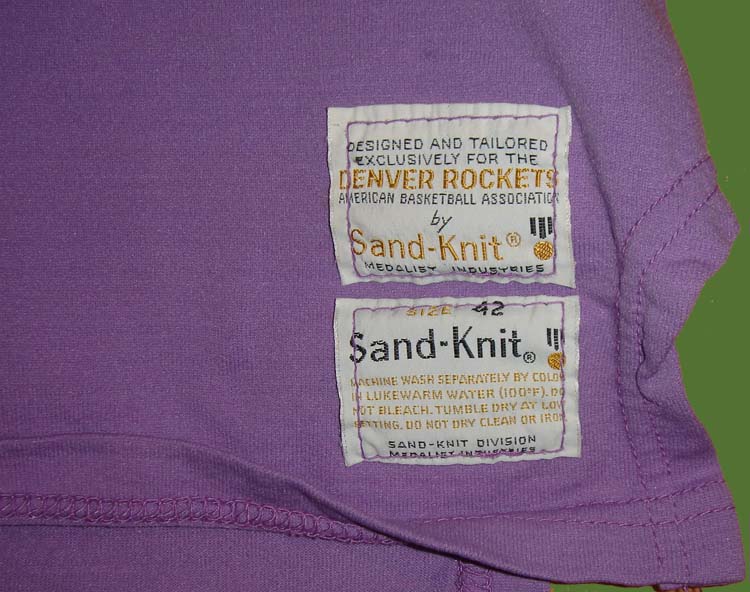 DESIGNED AND TAILORED
EXCLUSIVELY FOR THE
DENVER ROCKETS
AMERICAN BASKETBALL ASSOCIATIO
by
Sand-Knit®
MEDALIST INDUSTRIES
SIZE 42
Sand-Knit®
MACHINE WASH SEPARATELY BY COLOR
IN LUKEWARM WATER (100°F). DO
NOT BLEACH. TUMBLE DRY AT LOW
SETTING. DO NOT DRY CLEAN OR IRON.
SAND-KNIT DIVISION
MEDALIST INDUSTRIES